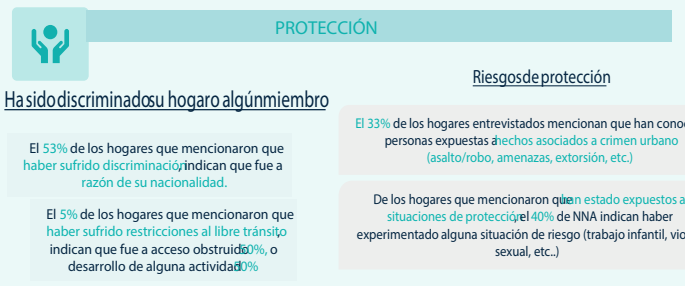 PROTECCIÓN
Ha sido discriminado su hogar o algún miembro
El 53% de los hogares que mencionaron que
haber sufrido discriminación, indican que fue a
razón de su nacionalidad.
El 5% de los hogares que mencionaron que
haber sufrido restricciones al libre tránsito,
indican que fue a acceso obstruido 50%, o
desarrollo de alguna actividad 50%
Riesgos de protección
El 33% de los hogares entrevistados mencionan que han cono
personas expuestas a hechos asociados a crimen urbano
(asalto/robo, amenazas, extorsión, etc.)
De los hogares que mencionaron que han estado expuestos a
situaciones de protección, el 40% de NNA indican haber
experimentado alguna situación de riesgo (trabajo infantil, vio
sexual, etc..)